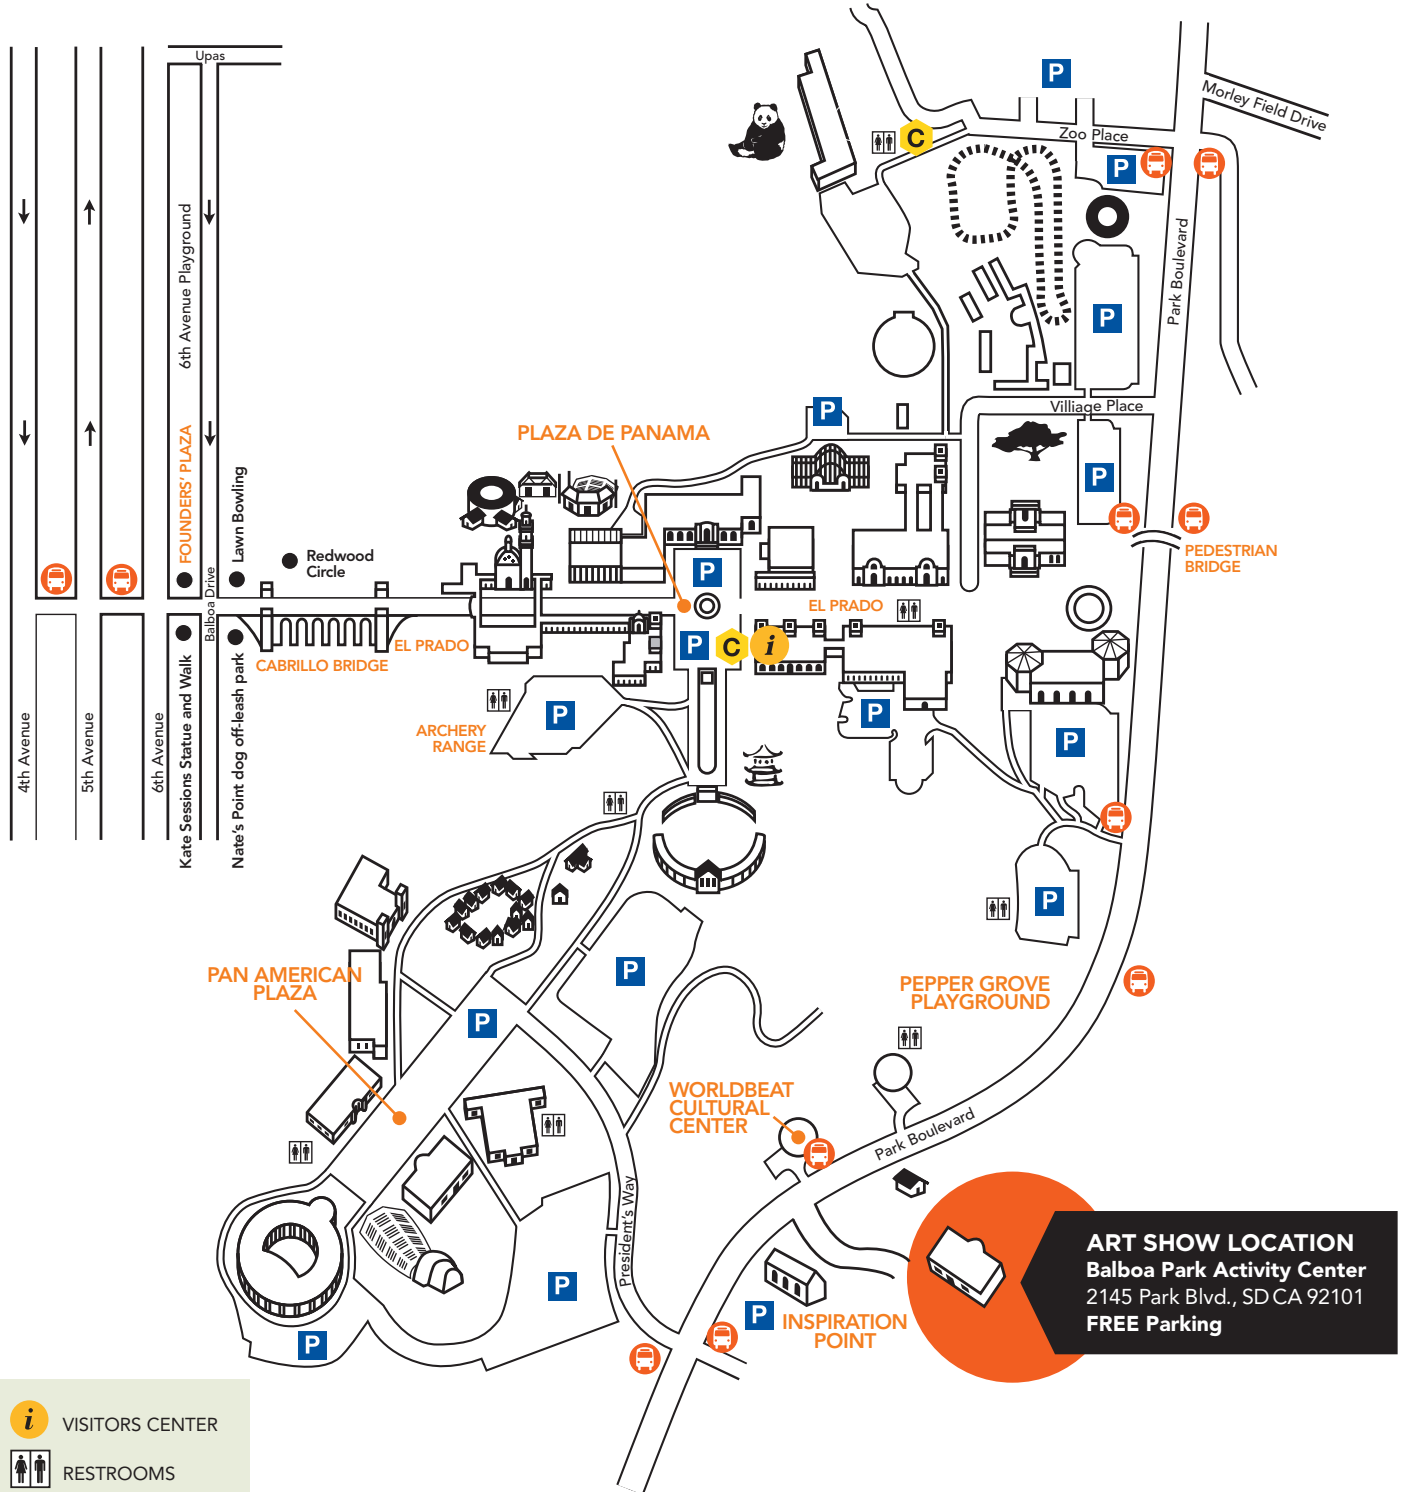 Upas
Morley Field Drive
Zoo Place
P
C
P
6th Avenue Playground
Park Boulevard
P
Villiage Place
P
PLAZA DE PANAMA
FOUNDERS' PLAZA
Lawn Bowling
P
Redwood
Circle
PEDESTRIAN
BRIDGE
Balboa Drive
P
EL PRADO
EL PRADO
P
C
i
CABRILLO BRIDGE
4th Avenue
5th Avenue
6th Avenue
Kate Sessions Statue and Walk
Nate's Point dog off-leash park
ARCHERY
RANGE
P
P
P
P
PAN AMERICAN
PLAZA
P
P
PEPPER GROVE
PLAYGROUND
WORLDBEAT
CULTURAL
CENTER
Park Boulevard
President's Way
P
P
P
INSPIRATION
POINT
ART SHOW LOCATION
Balboa Park Activity Center
2145 Park Blvd., SD CA 92101
FREE Parking
i VISITORS CENTER
RESTROOMS